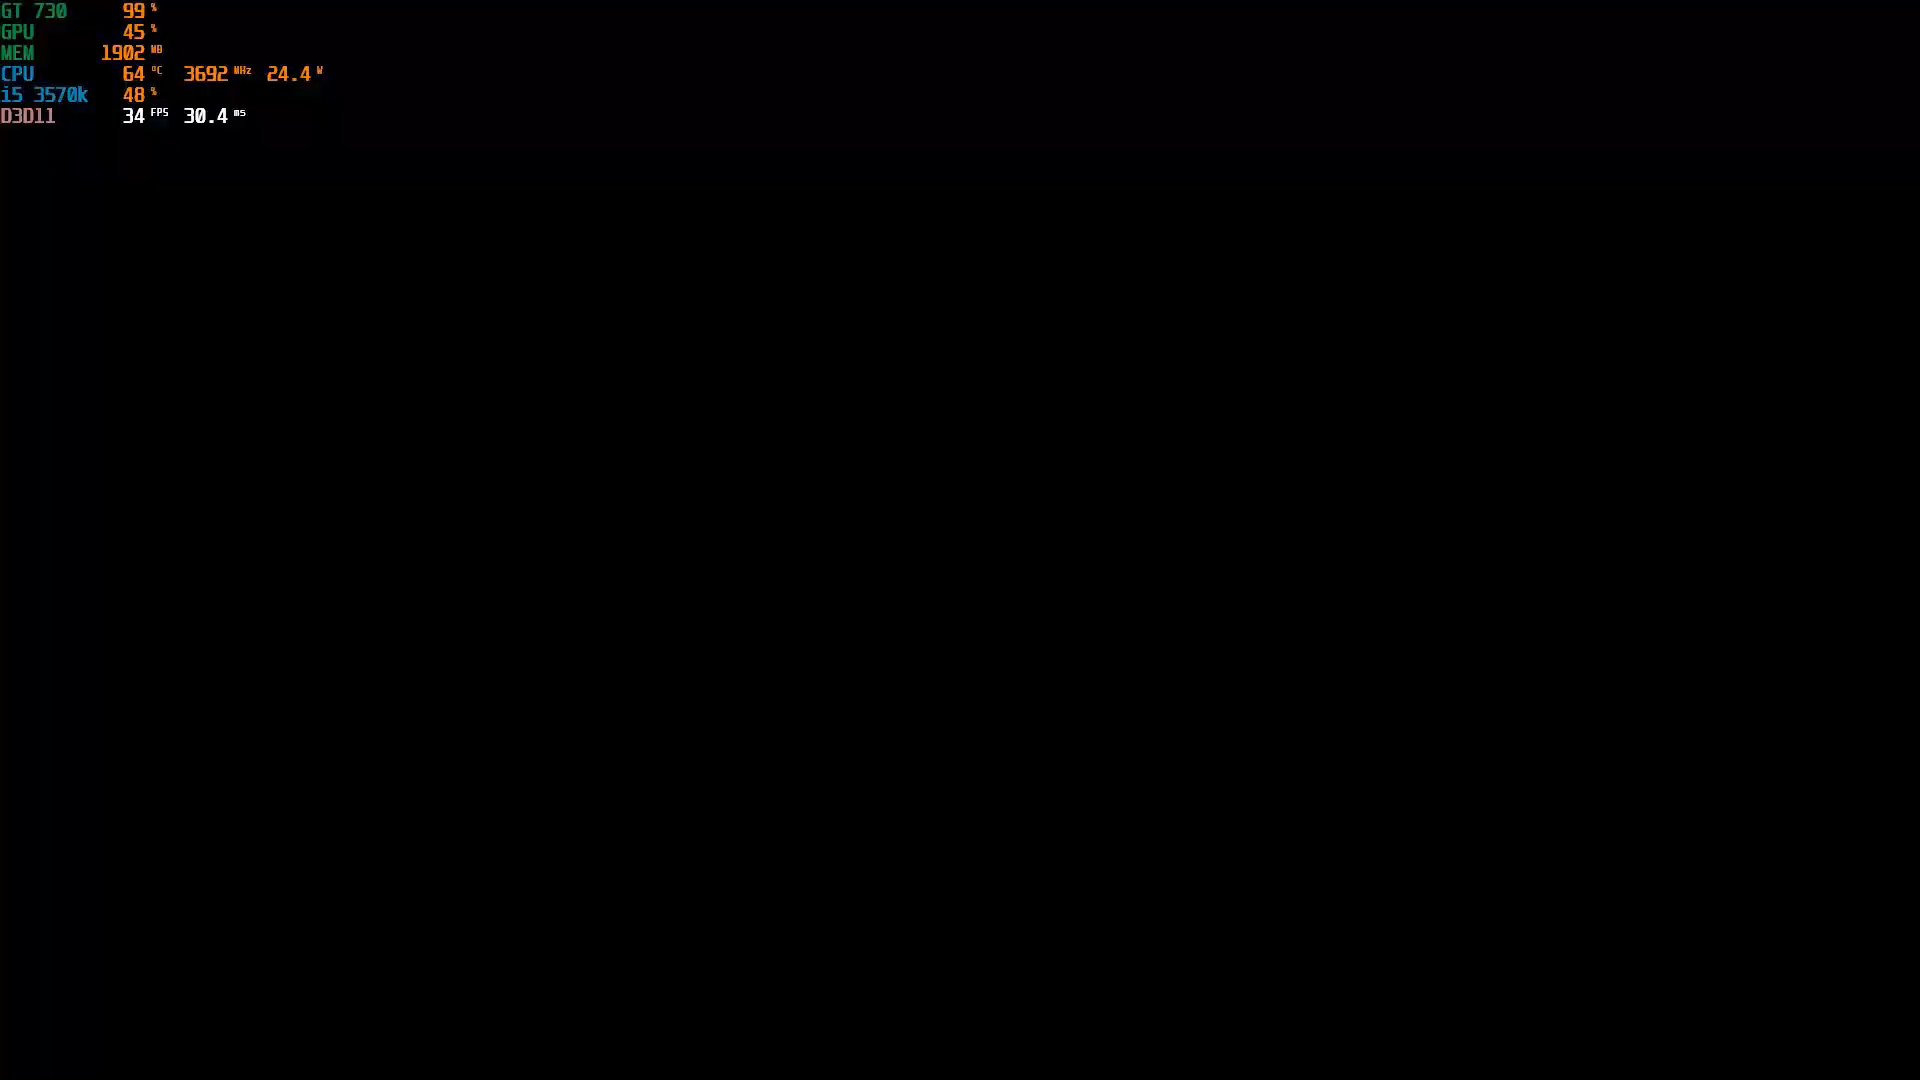 GT 730 99 %
GPU 45 %
MEM 1902 MB
CPU 64 °C 3692 MHz 24.4 W
i5 3570k 48 %
D3D11 34 FPS 30.4 ms